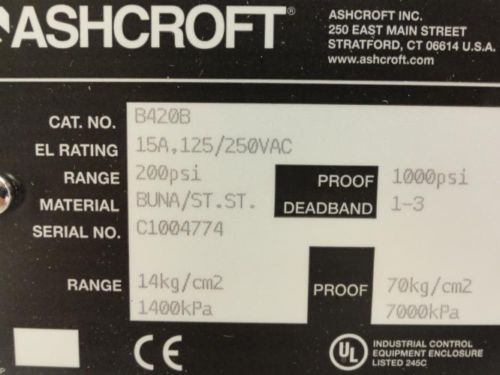 ASHCROFT®
ASHCROFT INC.
250 EAST MAIN STREET
STRATFORD, CT 06614 U.S.A.
www.ashcroft.com
CAT. NO. B420B
EL RATING 15A,125/250VAC
RANGE 200psi PROOF 1000psi
MATERIAL BUNA/ST.ST. DEADBAND 1-3
SERIAL NO. C1004774
RANGE 14kg/cm2 PROOF 70kg/cm2
1400kPa 7000kPa
CE
UL
INDUSTRIAL CONTROL
EQUIPMENT ENCLOSURE
LISTED 245C